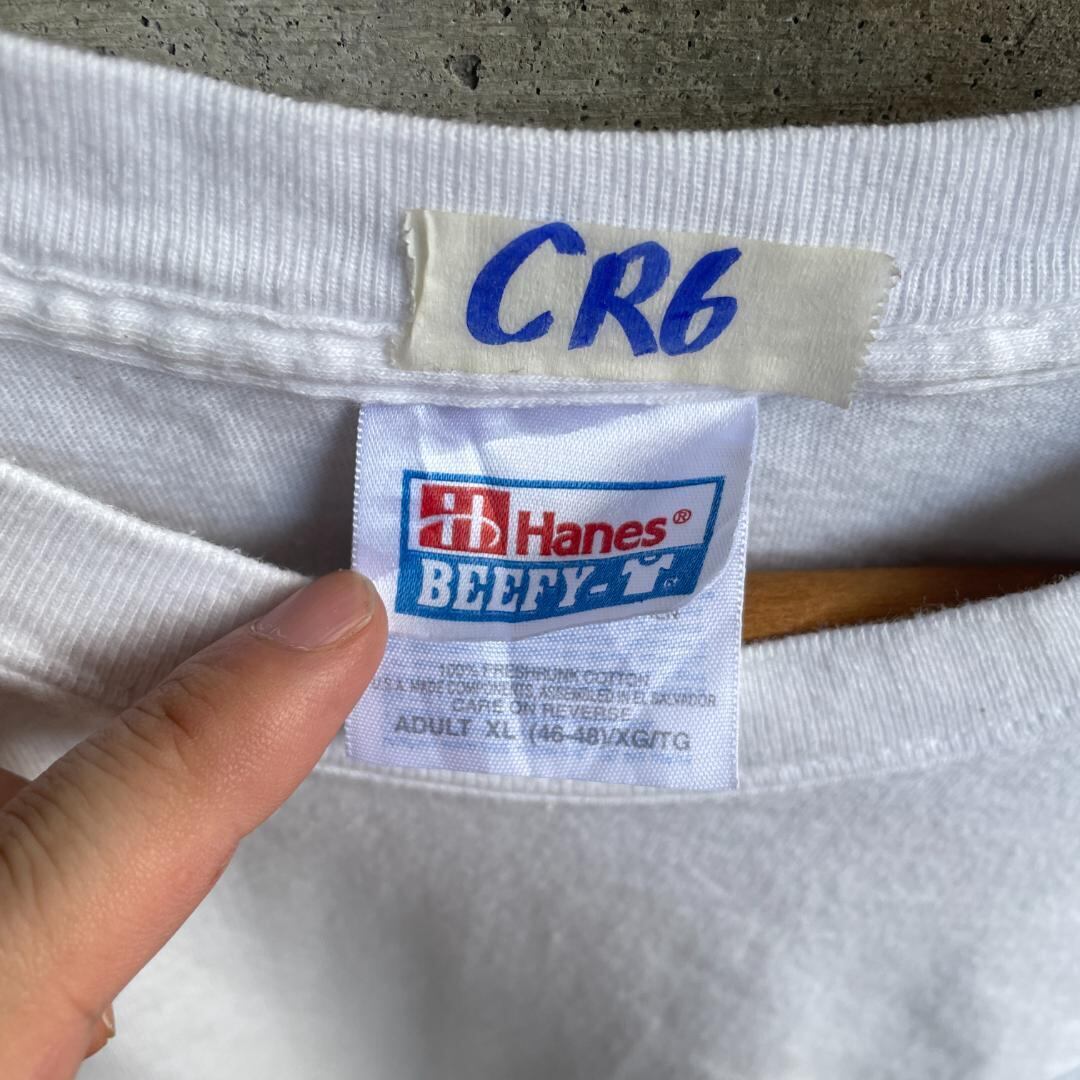 CR6
Hanes®
BEEFY-T
100% PRESHRUNK COTTON
U.S.A. MADE COMPONENTS, ASSEMBLED IN EL SALVADOR
CARE ON REVERSE
ADULT XL (46-48)/XG/TG